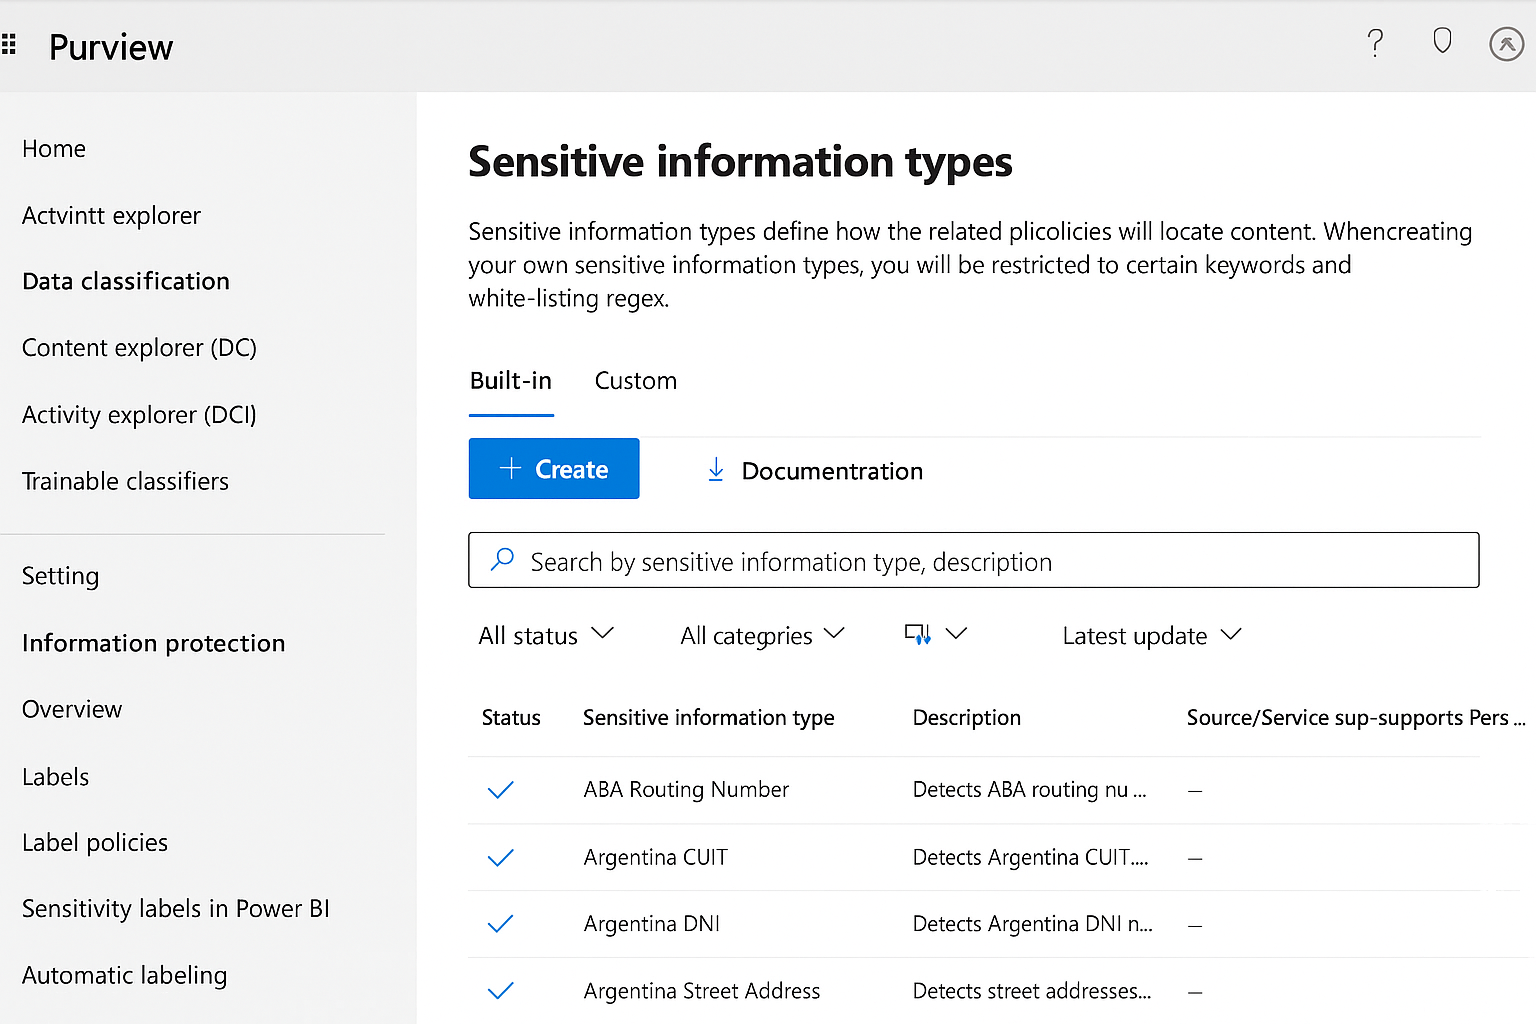 Purview
Home
Actvintt explorer
Data classification
Content explorer (DC)
Activity explorer (DCI)
Trainable classifiers
Setting
Information protection
Overview
Labels
Label policies
Sensitivity labels in Power BI
Automatic labeling
Sensitive information types
Sensitive information types define how the related plicolicies will locate content. Whencreating
your own sensitive information types, you will be restricted to certain keywords and
white-listing regex.
Built-in Custom
+ Create Documentration
Search by sensitive information type, description
All status All categries Latest update
Status Sensitive information type Description Source/Service sup-supports Pers ...
ABA Routing Number Detects ABA routing nu ... –
Argentina CUIT Detects Argentina CUIT.... –
Argentina DNI Detects Argentina DNI n... –
Argentina Street Address Detects street addresses... –